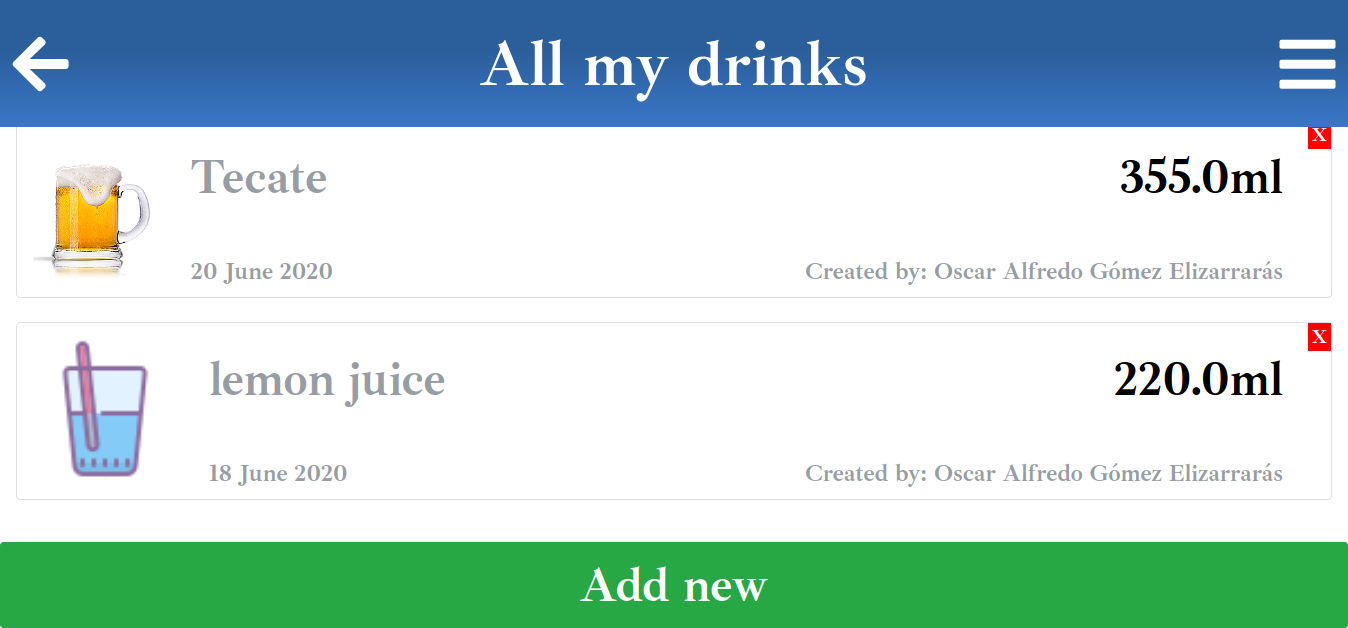 All my drinks
X
Tecate
355.0ml
20 June 2020
Created by: Oscar Alfredo Gómez Elizarrarás
X
lemon juice
220.0ml
18 June 2020
Created by: Oscar Alfredo Gómez Elizarrarás
Add new